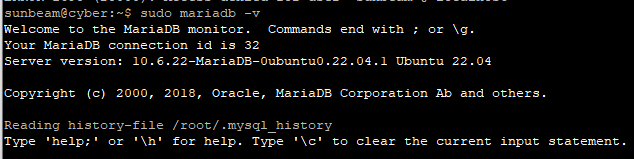 sunbeam@cyber:~$ sudo mariadb -v
Welcome to the MariaDB monitor.  Commands end with ; or \g.
Your MariaDB connection id is 32
Server version: 10.6.22-MariaDB-0ubuntu0.22.04.1 Ubuntu 22.04
Copyright (c) 2000, 2018, Oracle, MariaDB Corporation Ab and others.
Reading history-file /root/.mysql_history
Type 'help;' or '\h' for help. Type '\c' to clear the current input statement.